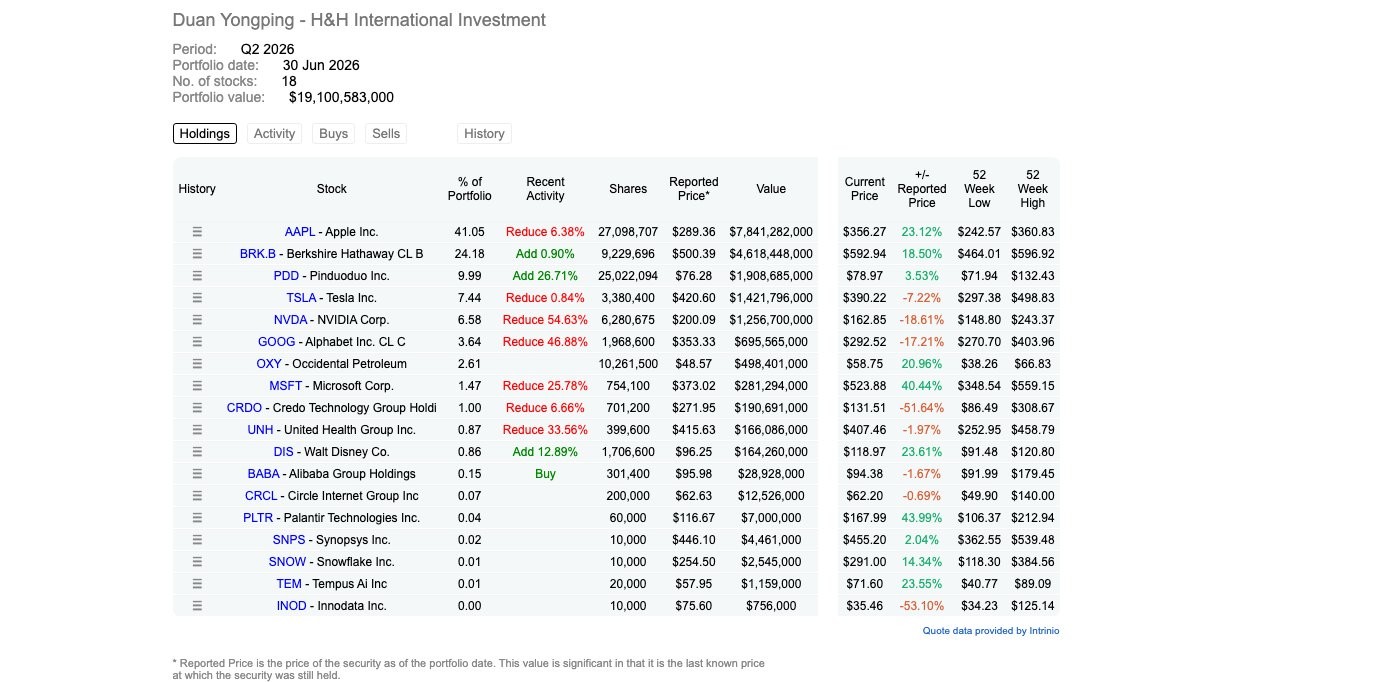 Duan Yongping - H&H International Investment
Period: Q2 2026
Portfolio date: 30 Jun 2026
No. of stocks: 18
Portfolio value: $19,100,583,000
Holdings Activity Buys Sells History
History Stock % of Portfolio Recent Activity Shares Reported Price* Value Current Price +/- Reported Price 52 Week Low 52 Week High
AAPL - Apple Inc. 41.05 Reduce 6.38% 27,098,707 $289.36 $7,841,282,000 $356.27 23.12% $242.57 $360.83
BRK.B - Berkshire Hathaway CL B 24.18 Add 0.90% 9,229,696 $500.39 $4,618,448,000 $592.94 18.50% $464.01 $596.92
PDD - Pinduoduo Inc. 9.99 Add 26.71% 25,022,094 $76.28 $1,908,685,000 $78.97 3.53% $71.94 $132.43
TSLA - Tesla Inc. 7.44 Reduce 0.84% 3,380,400 $420.60 $1,421,796,000 $390.22 -7.22% $297.38 $498.83
NVDA - NVIDIA Corp. 6.58 Reduce 54.63% 6,280,675 $200.09 $1,256,700,000 $162.85 -18.61% $148.80 $243.37
GOOG - Alphabet Inc. CL C 3.64 Reduce 46.88% 1,968,600 $353.33 $695,565,000 $292.52 -17.21% $270.70 $403.96
OXY - Occidental Petroleum 2.61 10,261,500 $48.57 $498,401,000 $58.75 20.96% $38.26 $66.83
MSFT - Microsoft Corp. 1.47 Reduce 25.78% 754,100 $373.02 $281,294,000 $523.88 40.44% $348.54 $559.15
CRDO - Credo Technology Group Holdi 1.00 Reduce 6.66% 701,200 $271.95 $190,691,000 $131.51 -51.64% $86.49 $308.67
UNH - United Health Group Inc. 0.87 Reduce 33.56% 399,600 $415.63 $166,086,000 $407.46 -1.97% $252.95 $458.79
DIS - Walt Disney Co. 0.86 Add 12.89% 1,706,600 $96.25 $164,260,000 $118.97 23.61% $91.48 $120.80
BABA - Alibaba Group Holdings 0.15 Buy 301,400 $95.98 $28,928,000 $94.38 -1.67% $91.99 $179.45
CRCL - Circle Internet Group Inc 0.07 200,000 $62.63 $12,526,000 $62.20 -0.69% $49.90 $140.00
PLTR - Palantir Technologies Inc. 0.04 60,000 $116.67 $7,000,000 $167.99 43.99% $106.37 $212.94
SNPS - Synopsys Inc. 0.02 10,000 $446.10 $4,461,000 $455.20 2.04% $362.55 $539.48
SNOW - Snowflake Inc. 0.01 10,000 $254.50 $2,545,000 $291.00 14.34% $118.30 $384.56
TEM - Tempus Ai Inc 0.01 20,000 $57.95 $1,159,000 $71.60 23.55% $40.77 $89.09
INOD - Innodata Inc. 0.00 10,000 $75.60 $756,000 $35.46 -53.10% $34.23 $125.14
Quote data provided by Intrinio
* Reported Price is the price of the security as of the portfolio date. This value is significant in that it is the last known price
at which the security was still held.